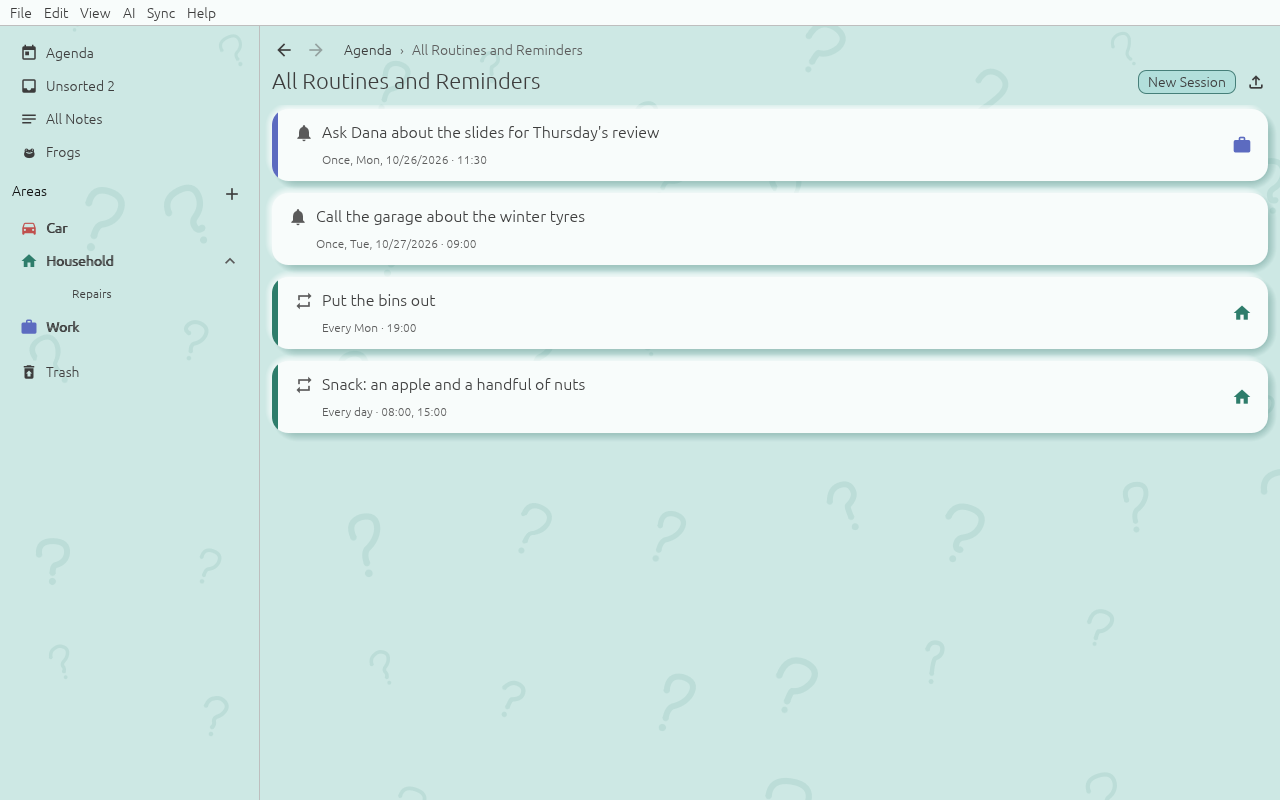 File Edit View AI Sync Help
Agenda
Unsorted 2
All Notes
Frogs
Areas
Car
Household
Repairs
Work
Trash
Agenda › All Routines and Reminders
All Routines and Reminders
New Session
Ask Dana about the slides for Thursday's review
Once, Mon, 10/26/2026 · 11:30
Call the garage about the winter tyres
Once, Tue, 10/27/2026 · 09:00
Put the bins out
Every Mon · 19:00
Snack: an apple and a handful of nuts
Every day · 08:00, 15:00